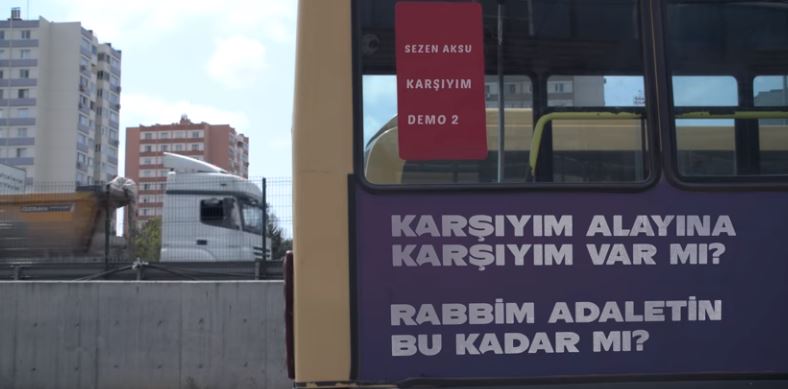 SEZEN AKSU
KARŞIYIM
DEMO 2
KARŞIYIM ALAYINA
KARŞIYIM VAR MI?
RABBİM ADALETİN
BU KADAR MI?